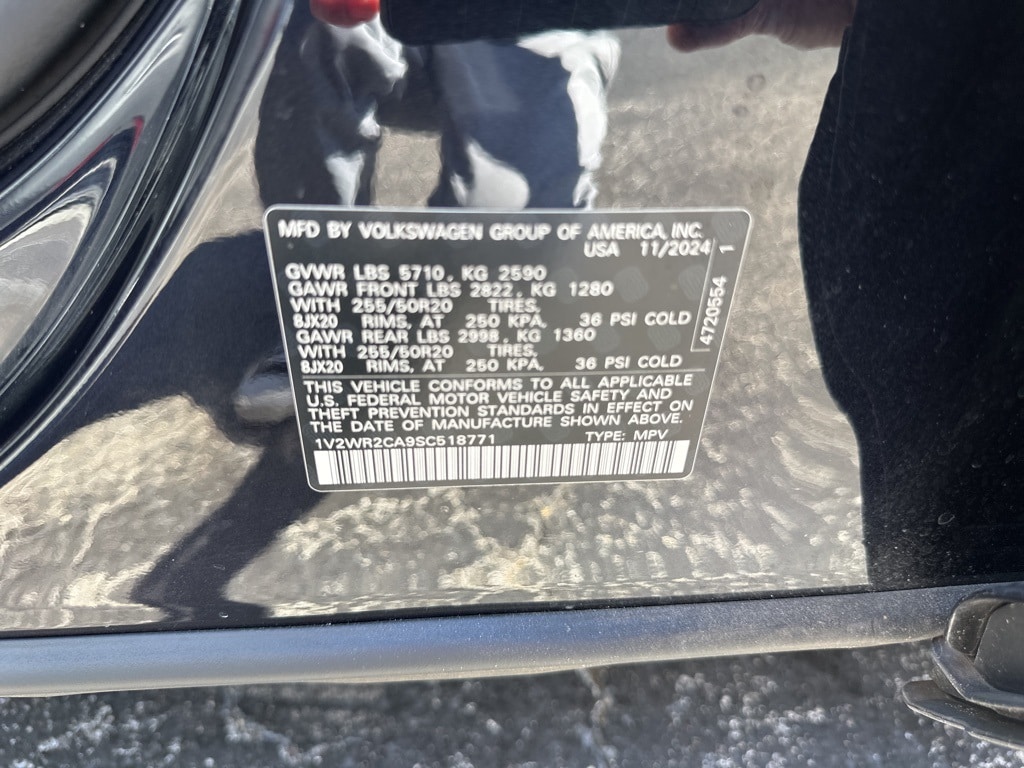 MFD BY VOLKSWAGEN GROUP OF AMERICA, INC.
USA 11/2024
GVWR LBS 5710, KG 2590
GAWR FRONT LBS 2822, KG 1280
WITH 255/50R20 TIRES,
8JX20 RIMS, AT 250 KPA, 36 PSI COLD
GAWR REAR LBS 2998, KG 1360
WITH 255/50R20 TIRES,
8JX20 RIMS, AT 250 KPA, 36 PSI COLD
4720554 1
THIS VEHICLE CONFORMS TO ALL APPLICABLE
U.S. FEDERAL MOTOR VEHICLE SAFETY AND
THEFT PREVENTION STANDARDS IN EFFECT ON
THE DATE OF MANUFACTURE SHOWN ABOVE.
1V2WR2CA9SC518771 TYPE: MPV